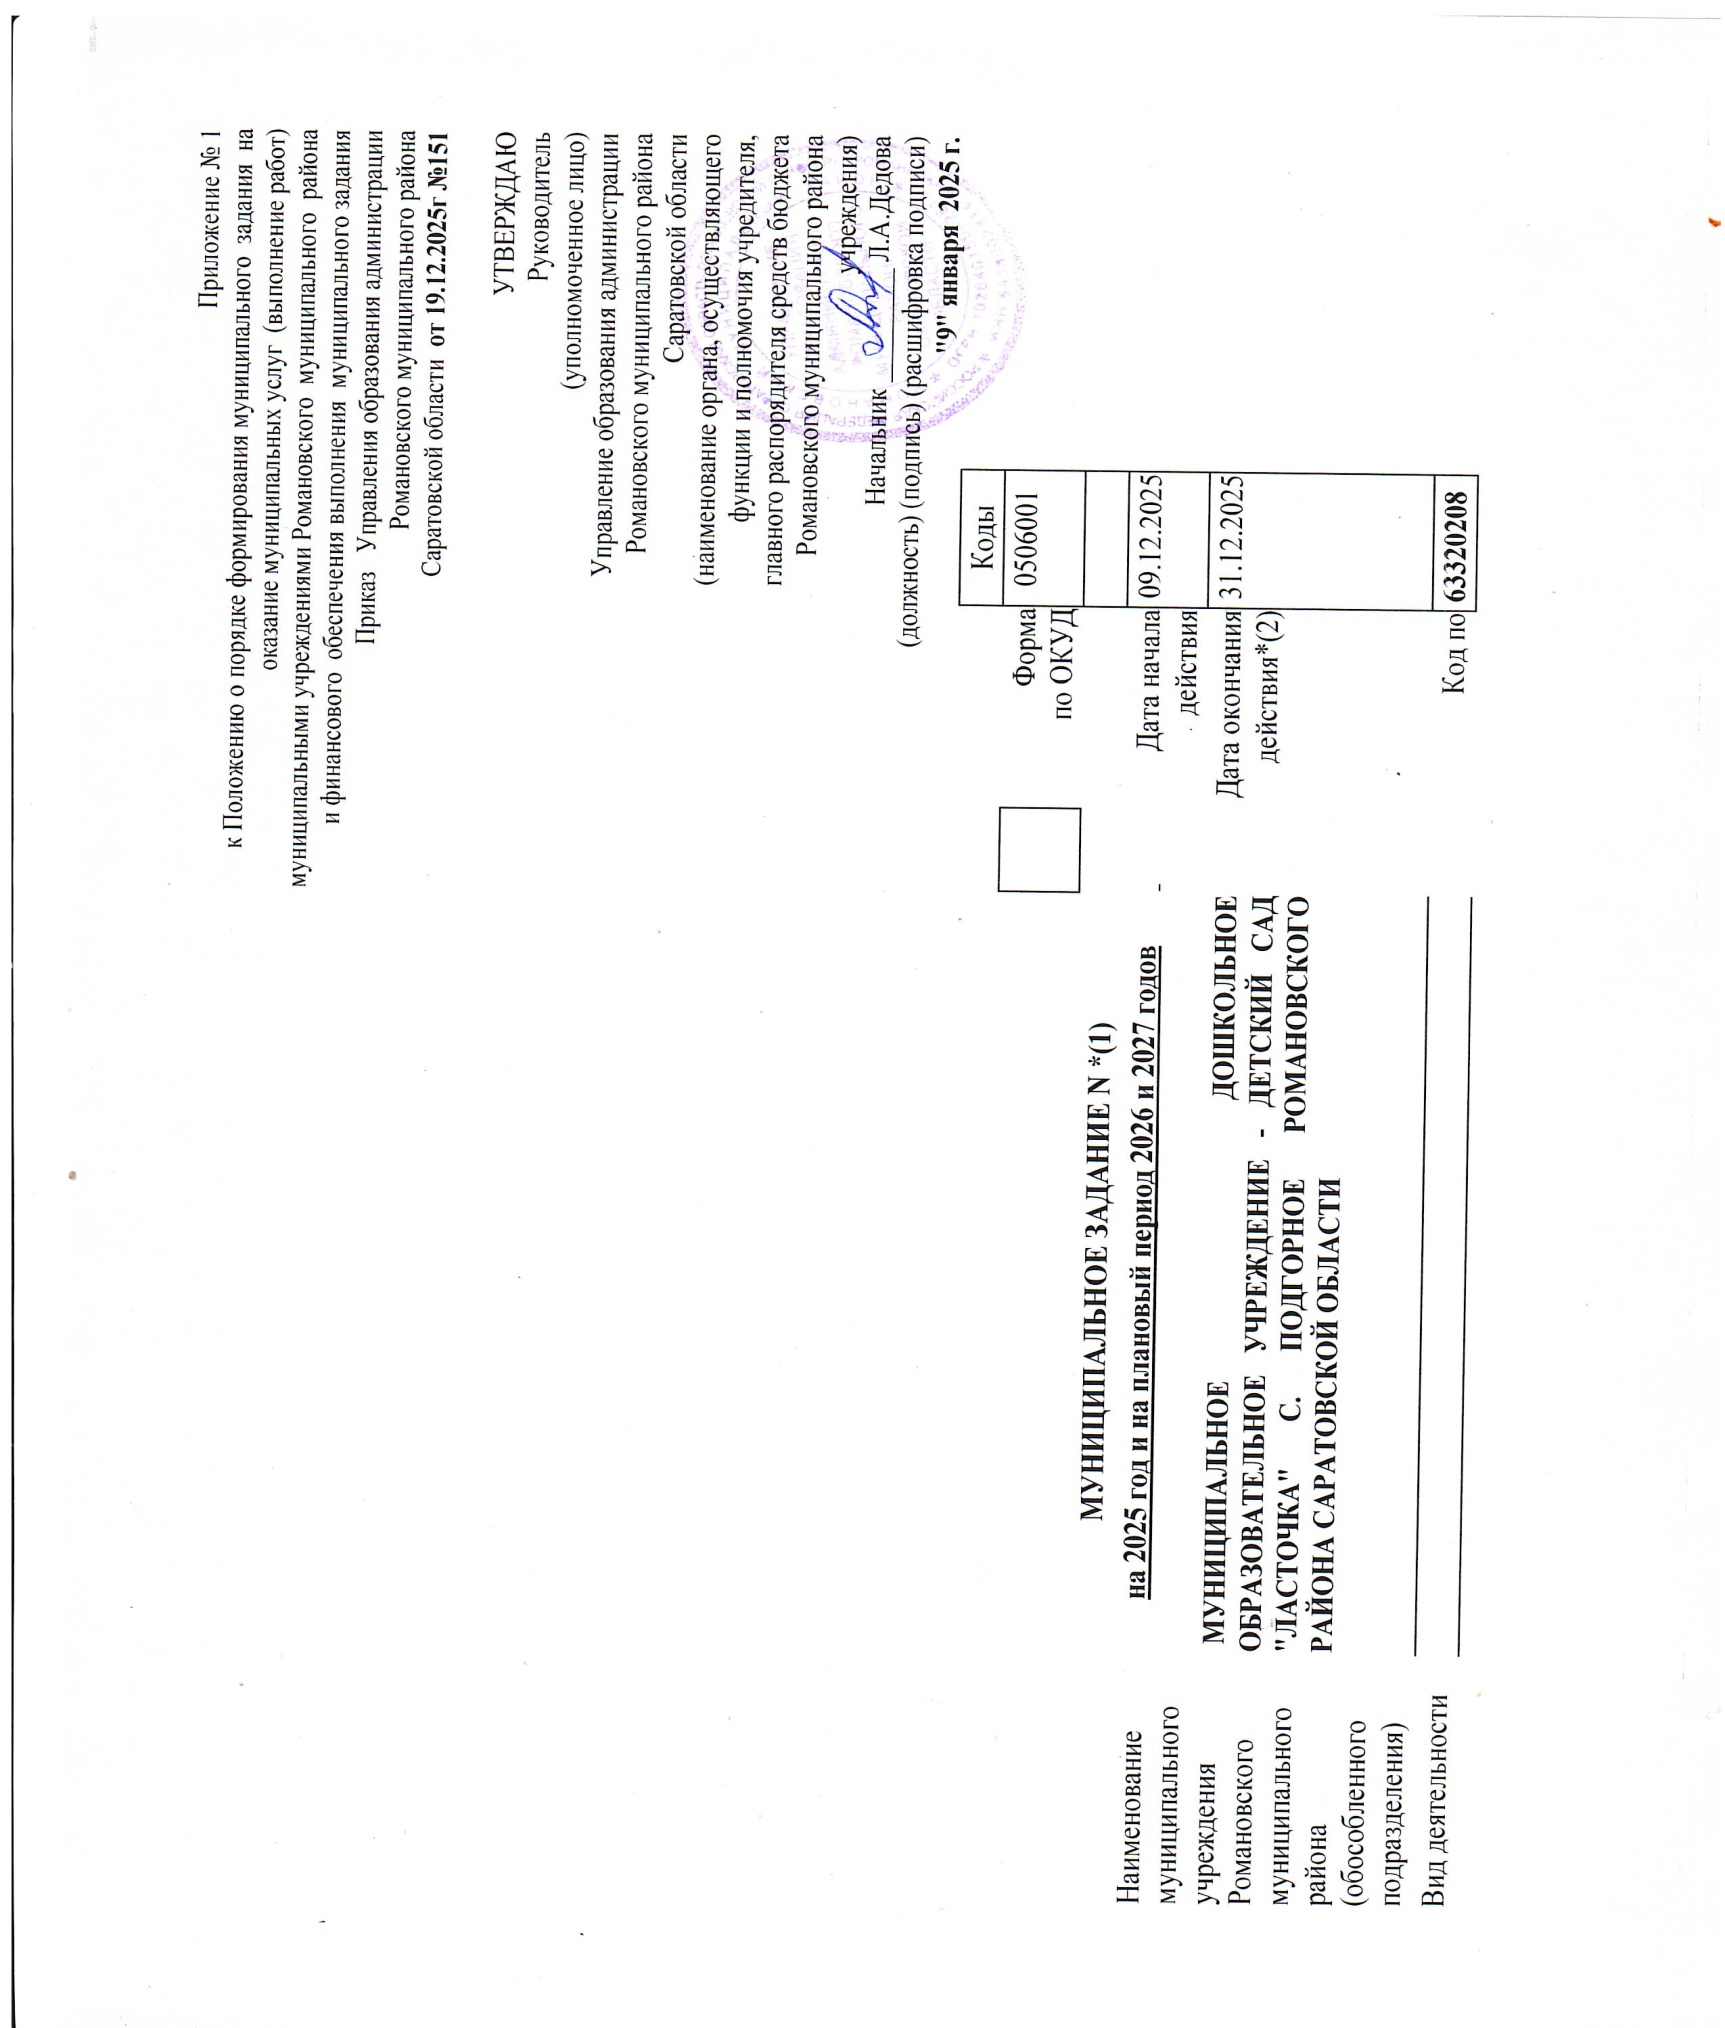 Приложение № 1
к Положению о порядке формирования муниципального задания на
оказание муниципальных услуг (выполнение работ)
муниципальными учреждениями Романовского муниципального района
и финансового обеспечения выполнения муниципального задания
Приказ Управления образования администрации
Романовского муниципального района
Саратовской области от 19.12.2025г №151
УТВЕРЖДАЮ
Руководитель
(уполномоченное лицо)
Управление образования администрации
Романовского муниципального района
Саратовской области
(наименование органа, осуществляющего
функции и полномочия учредителя,
главного распорядителя средств бюджета
Романовского муниципального района
учреждения)
Начальник ________ Л.А.Дедова
(должность) (подпись) (расшифровка подписи)
"9" января 2025 г.
Коды
Форма по ОКУД 0506001
МУНИЦИПАЛЬНОЕ ЗАДАНИЕ N *(1)
на 2025 год и на плановый период 2026 и 2027 годов -
Дата начала 09.12.2025
действия
Дата окончания 31.12.2025
действия*(2)
Наименование
муниципального
учреждения
Романовского
муниципального
района
(обособленного
подразделения)
МУНИЦИПАЛЬНОЕ ДОШКОЛЬНОЕ
ОБРАЗОВАТЕЛЬНОЕ УЧРЕЖДЕНИЕ - ДЕТСКИЙ САД
"ЛАСТОЧКА" С. ПОДГОРНОЕ РОМАНОВСКОГО
РАЙОНА САРАТОВСКОЙ ОБЛАСТИ
Вид деятельности
Код по 63320208